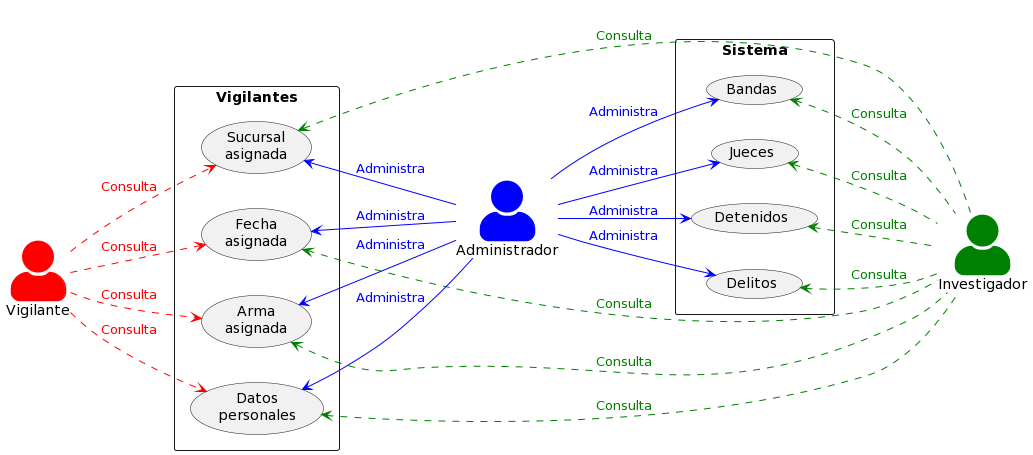 Consulta
Sistema
Vigilantes
Bandas
Administra
Consulta
Sucursal
asignada
Jueces
Administra
Administra
Consulta
Consulta
Detenidos
Administra
Administra
Consulta
Fecha
asignada
Administra
Consulta
Administra
Administrador
Consulta
Delitos
Investigador
Consulta
Administra
Consulta
Vigilante
Arma
asignada
Consulta
Consulta
Datos
personales
Consulta